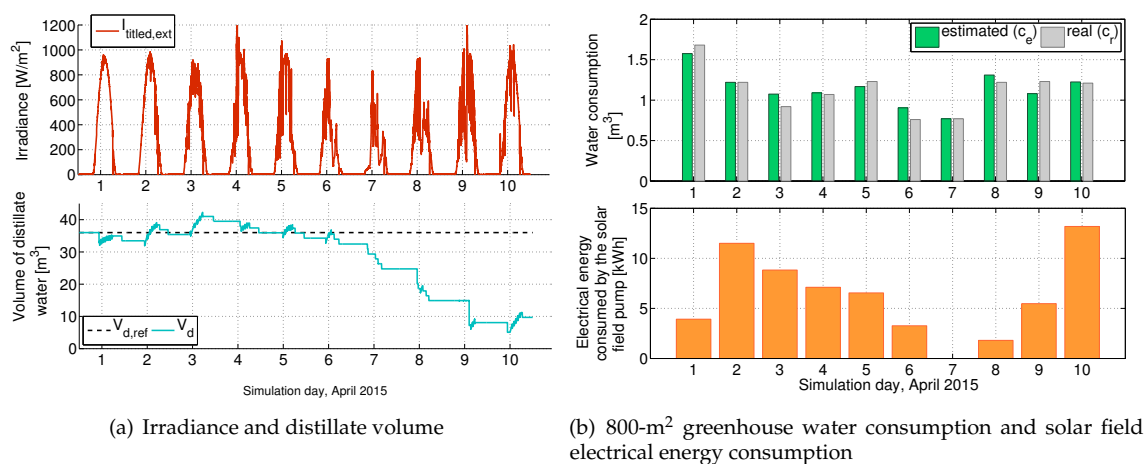 Irradiance [W/m²]
I_titled,ext
1200
1000
800
600
400
200
0
1 2 3 4 5 6 7 8 9 10
Volume of distillate
water [m³]
40
30
20
10
0
V_d,ref V_d
1 2 3 4 5 6 7 8 9 10
Simulation day, April 2015
(a) Irradiance and distillate volume
Water consumption
[m³]
estimated (c_e) real (c_r)
2
1.5
1
0.5
0
1 2 3 4 5 6 7 8 9 10
Electrical energy
consumed by the solar
field pump [kWh]
15
10
5
0
1 2 3 4 5 6 7 8 9 10
Simulation day, April 2015
(b) 800-m² greenhouse water consumption and solar field
electrical energy consumption